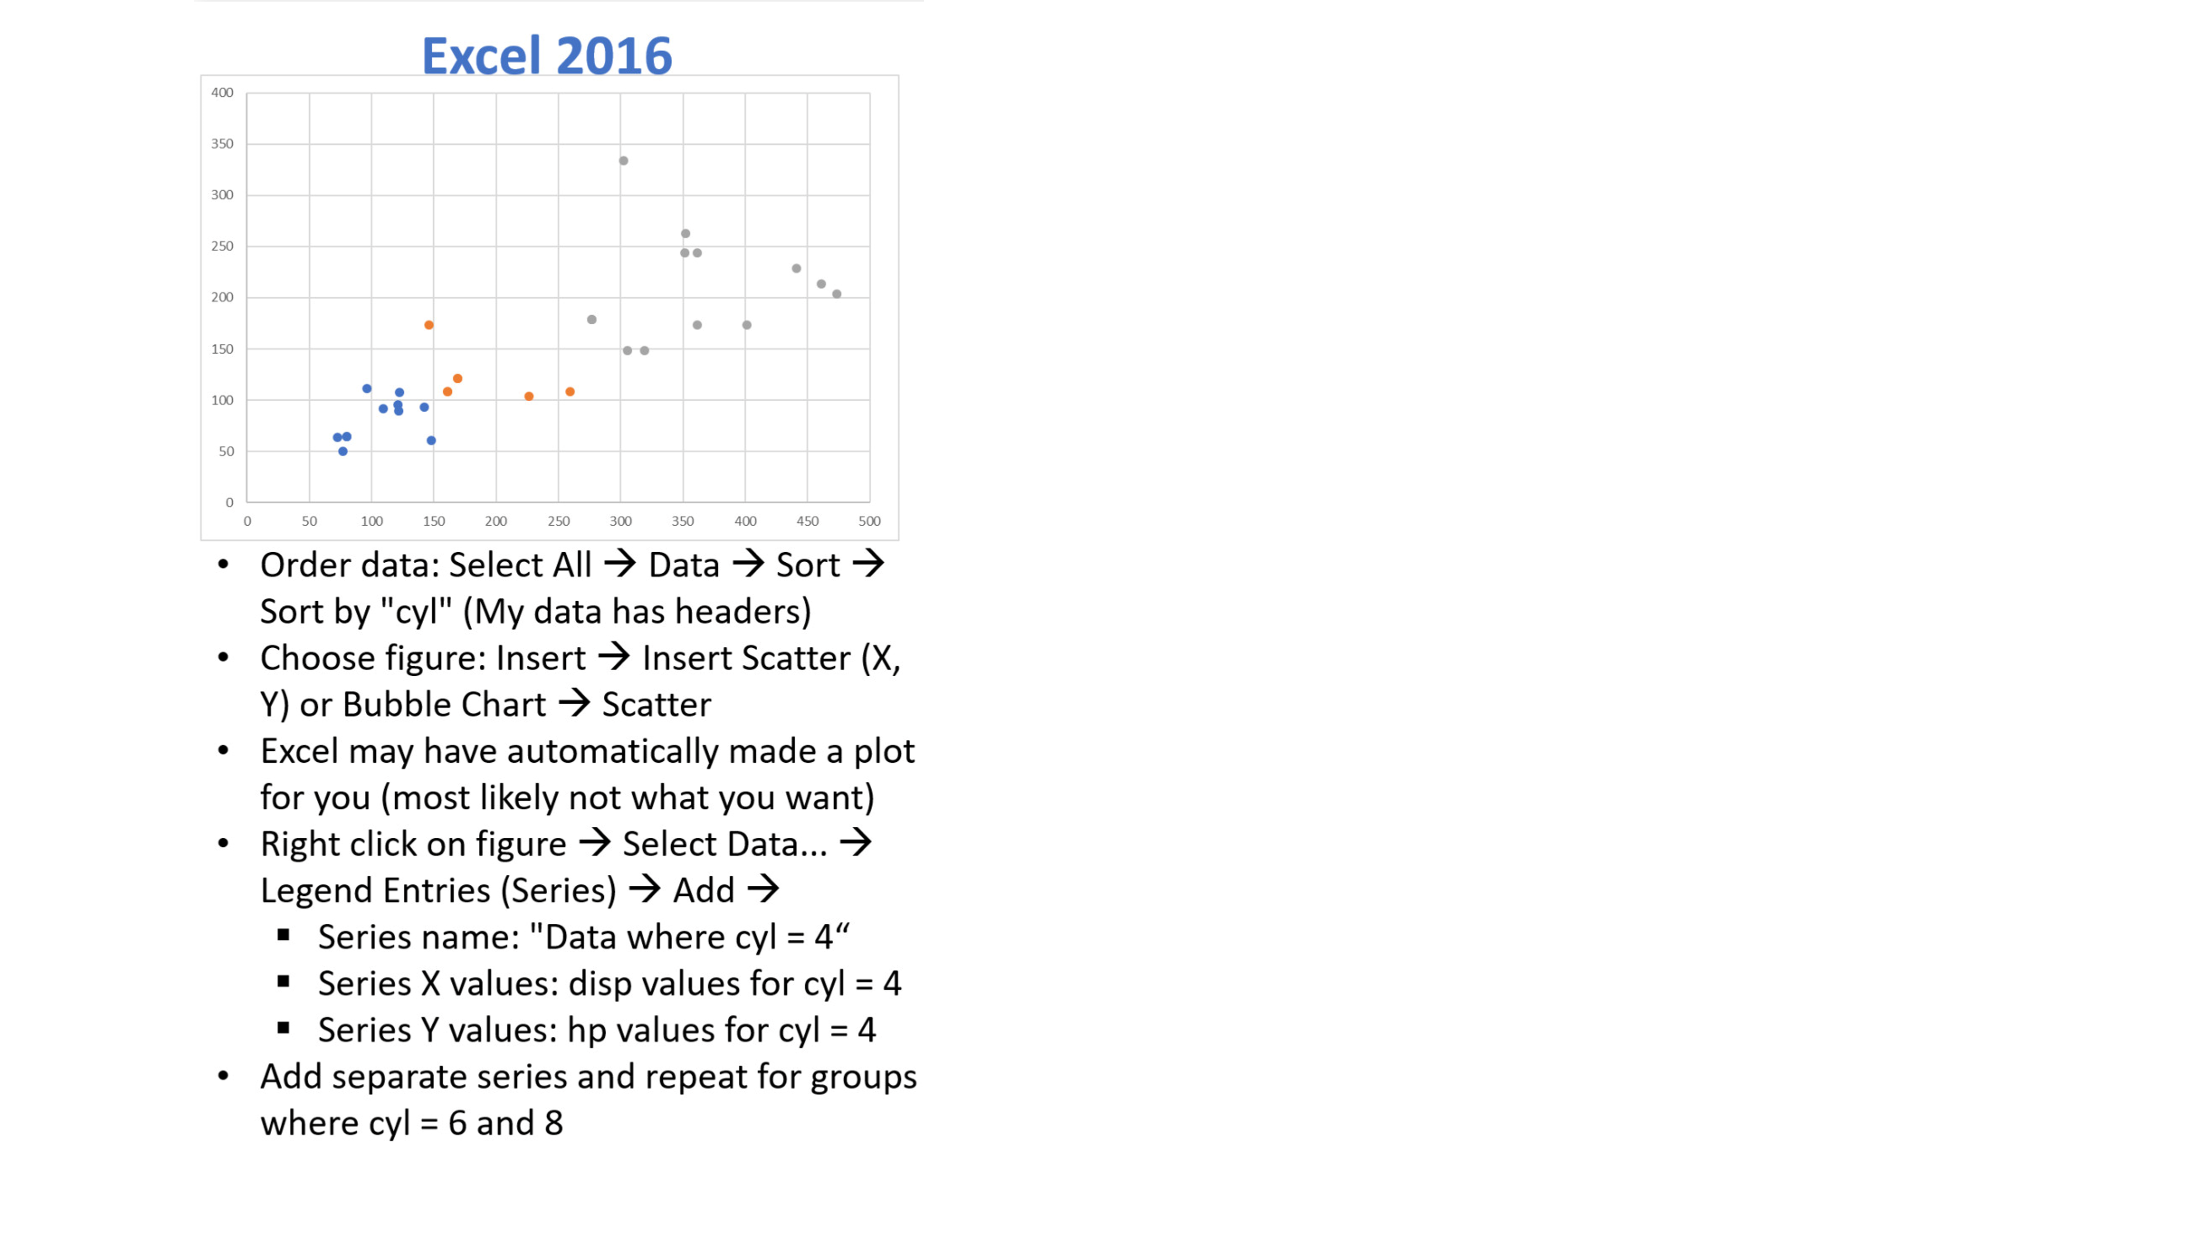 Excel 2016
400
350
300
250
200
150
100
50
0
0 50 100 150 200 250 300 350 400 450 500
• Order data: Select All → Data → Sort →
Sort by "cyl" (My data has headers)
• Choose figure: Insert → Insert Scatter (X,
Y) or Bubble Chart → Scatter
• Excel may have automatically made a plot
for you (most likely not what you want)
• Right click on figure → Select Data... →
Legend Entries (Series) → Add →
▪ Series name: "Data where cyl = 4“
▪ Series X values: disp values for cyl = 4
▪ Series Y values: hp values for cyl = 4
• Add separate series and repeat for groups
where cyl = 6 and 8